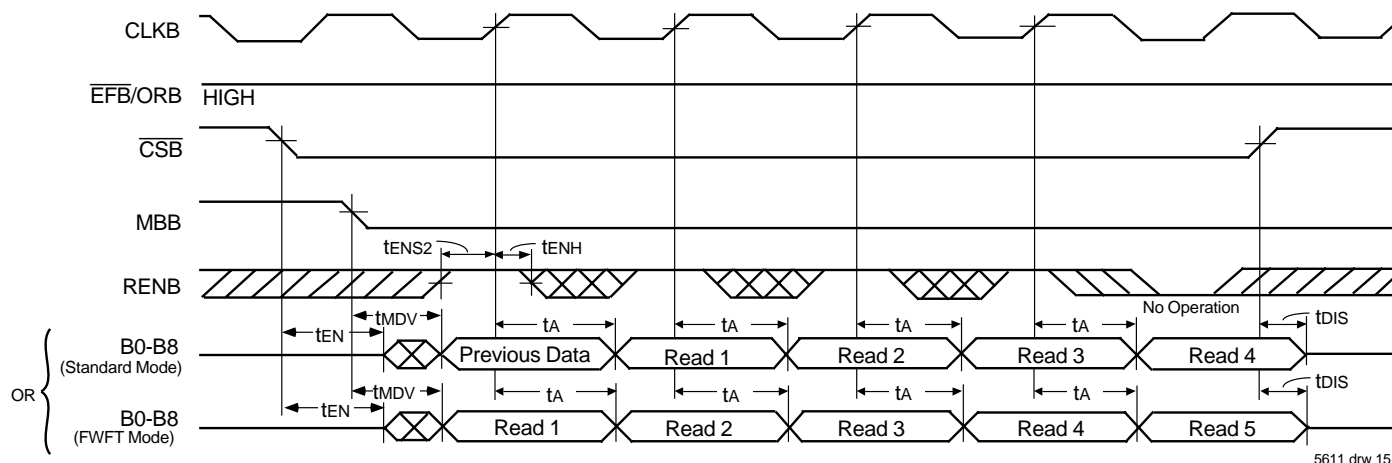 CLKB
EFB/ORB HIGH
CSB
MBB
tENS2 tENH
RENB
No Operation
tMDV
tEN tA tA tA tA tDIS
B0-B8
(Standard Mode)
Previous Data Read 1 Read 2 Read 3 Read 4
OR
tMDV
tEN tA tA tA tA tDIS
B0-B8
(FWFT Mode)
Read 1 Read 2 Read 3 Read 4 Read 5
5611 drw 15